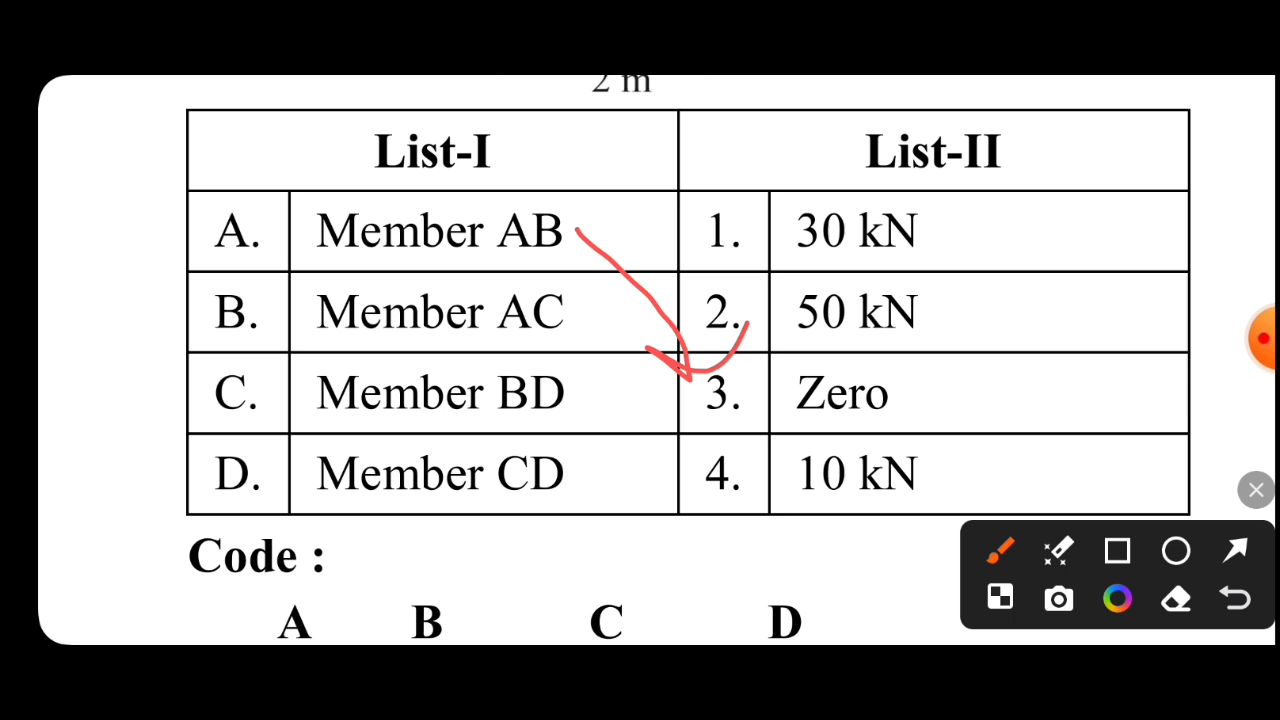 2 m
List-I List-II
A. Member AB 1. 30 kN
B. Member AC 2. 50 kN
C. Member BD 3. Zero
D. Member CD 4. 10 kN
Code :
A B C D